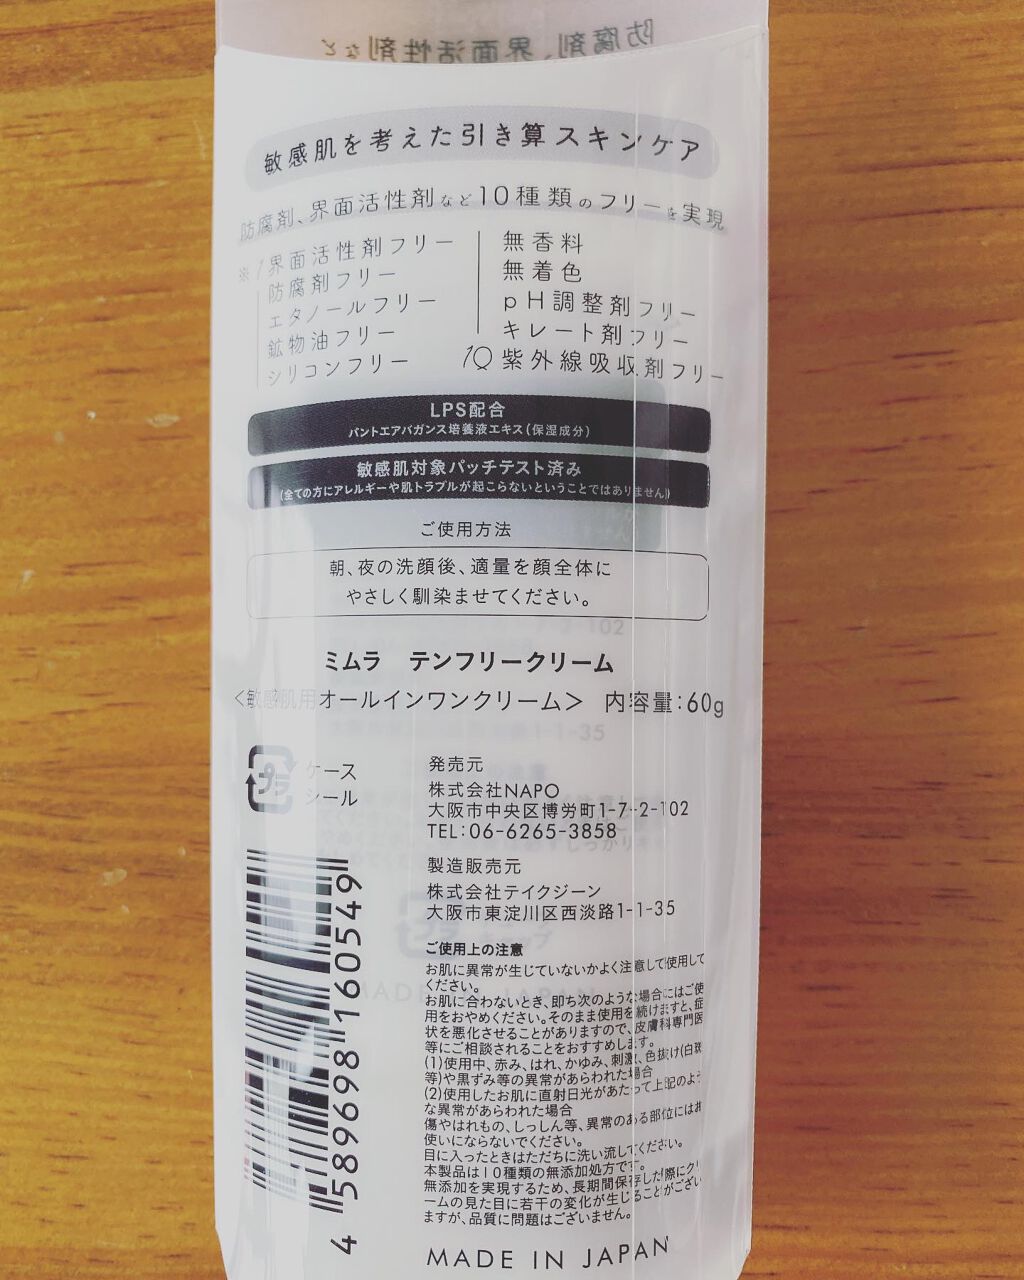 防腐剤、界面活性剤など
敏感肌を考えた引き算スキンケア
防腐剤、界面活性剤など10種類のフリーを実現
※1界面活性剤フリー
防腐剤フリー
エタノールフリー
鉱物油フリー
シリコンフリー
無香料
無着色
pH調整剤フリー
キレート剤フリー
10 紫外線吸収剤フリー
LPS配合
パントエアバガンス培養液エキス(保湿成分)
敏感肌対象パッチテスト済み
(全ての方にアレルギーや肌トラブルが起こらないということではありません)
ご使用方法
朝、夜の洗顔後、適量を顔全体に
やさしく馴染ませてください。
ミムラ テンフリークリーム
<敏感肌用オールインワンクリーム> 内容量:60g
プラ
ケース
シール
発売元
株式会社NAPO
大阪市中央区博労町1-7-2-102
TEL:06-6265-3858
製造販売元
株式会社テイクジーン
大阪市東淀川区西淡路1-1-35
ご使用上の注意
お肌に異常が生じていないかよく注意して使用して
ください。
お肌に合わないとき、即ち次のような場合にはご使
用をおやめください。そのまま使用を続けますと、症
状を悪化させることがありますので、皮膚科専門医
等にご相談されることをおすすめします。
(1)使用中、赤み、はれ、かゆみ、刺激、色抜け(白斑
等)や黒ずみ等の異常があらわれた場合
(2)使用したお肌に直射日光があたって上記のよう
な異常があらわれた場合
傷やはれもの、しっしん等、異常のある部位にはお
使いにならないでください。
目に入ったときはただちに洗い流してください。
本製品は10種類の無添加処方です。
無添加を実現するため、長期間保存した際にクリ
ームの見た目に若干の変化が生じることがござい
ますが、品質に問題はございません。
MADE IN JAPAN
4 589698 160549